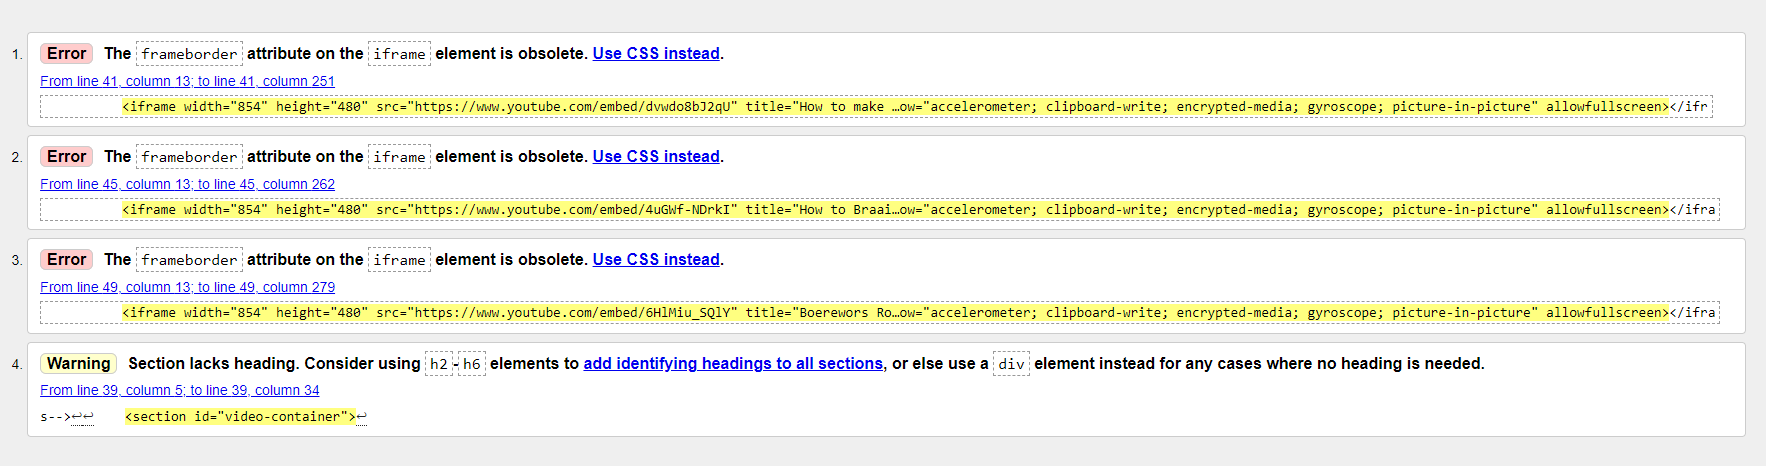 1. Error The frameborder attribute on the iframe element is obsolete. Use CSS instead.
From line 41, column 13; to line 41, column 251
<iframe width="854" height="480" src="https://www.youtube.com/embed/dvwdo8bJ2qU" title="How to make …ow="accelerometer; clipboard-write; encrypted-media; gyroscope; picture-in-picture" allowfullscreen></ifr
2. Error The frameborder attribute on the iframe element is obsolete. Use CSS instead.
From line 45, column 13; to line 45, column 262
<iframe width="854" height="480" src="https://www.youtube.com/embed/4uGWf-NDrkI" title="How to Braai…ow="accelerometer; clipboard-write; encrypted-media; gyroscope; picture-in-picture" allowfullscreen></ifra
3. Error The frameborder attribute on the iframe element is obsolete. Use CSS instead.
From line 49, column 13; to line 49, column 279
<iframe width="854" height="480" src="https://www.youtube.com/embed/6HlMiu_SQlY" title="Boerewors Ro…ow="accelerometer; clipboard-write; encrypted-media; gyroscope; picture-in-picture" allowfullscreen></ifra
4. Warning Section lacks heading. Consider using h2-h6 elements to add identifying headings to all sections, or else use a div element instead for any cases where no heading is needed.
From line 39, column 5; to line 39, column 34
s-->↩↩ <section id="video-container">↩